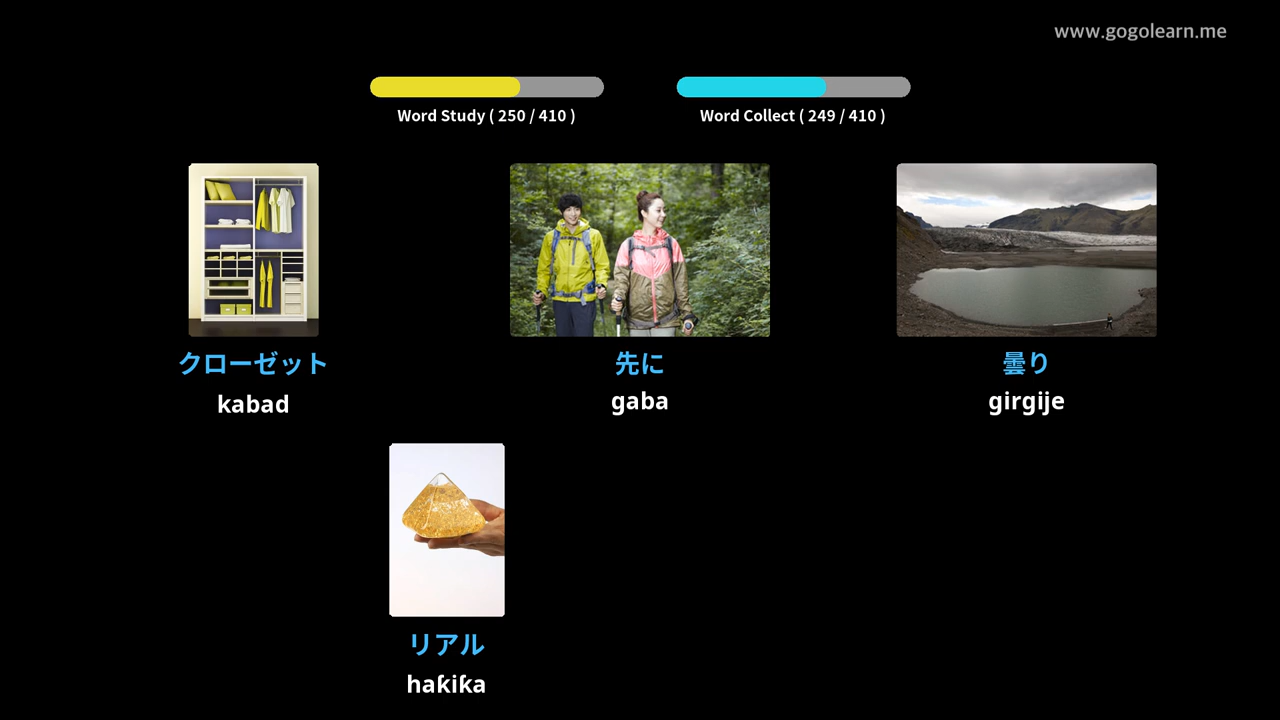 www.gogolearn.me
Word Study ( 250 / 410 )
Word Collect ( 249 / 410 )
クローゼット
kabad
先に
gaba
曇り
girgije
リアル
haƙiƙa